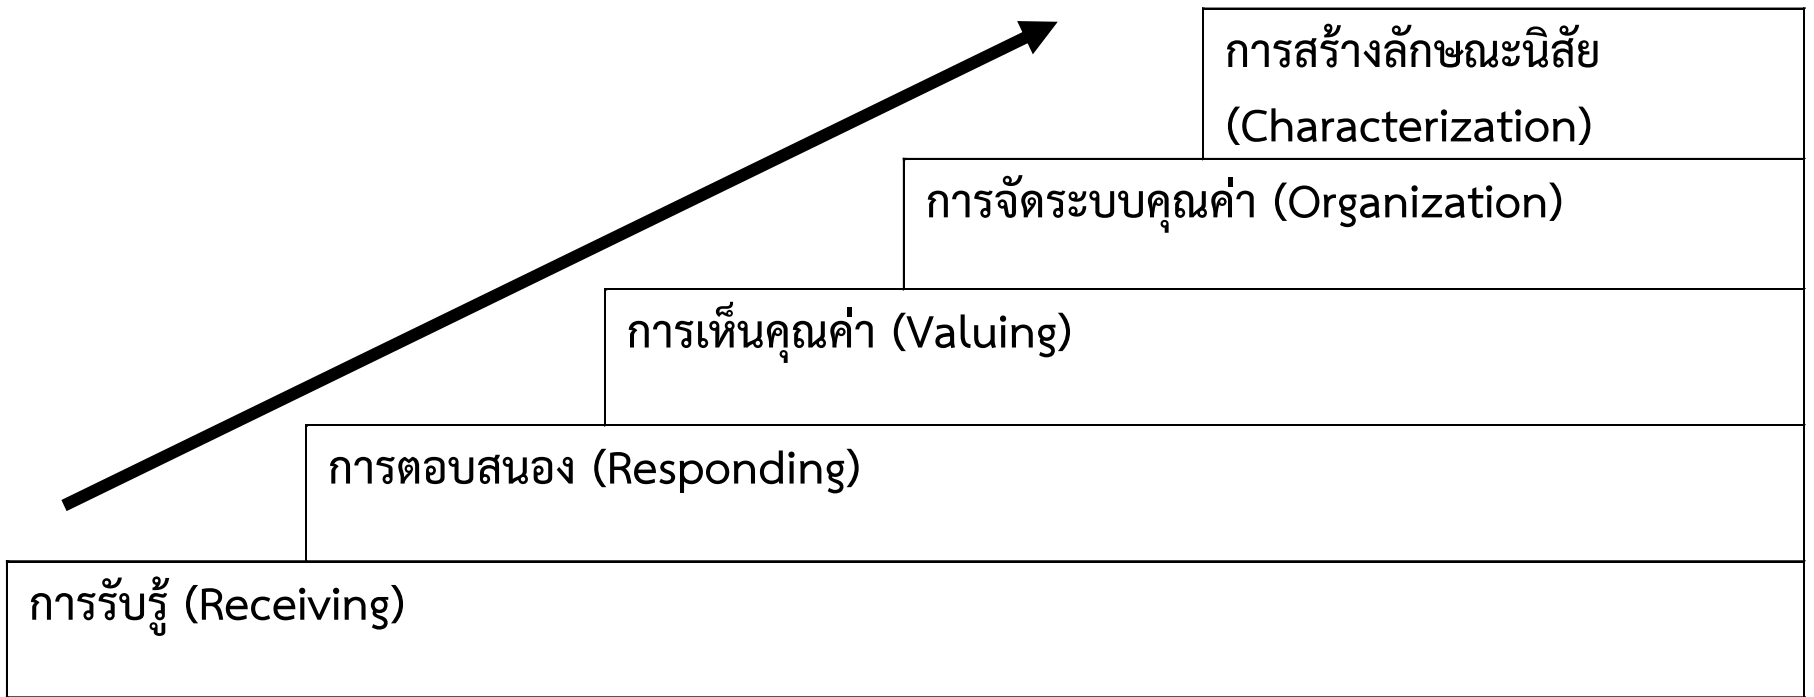 การสร้างลักษณะนิสัย
(Characterization)
การจัดระบบคุณค่า (Organization)
การเห็นคุณค่า (Valuing)
การตอบสนอง (Responding)
การรับรู้ (Receiving)